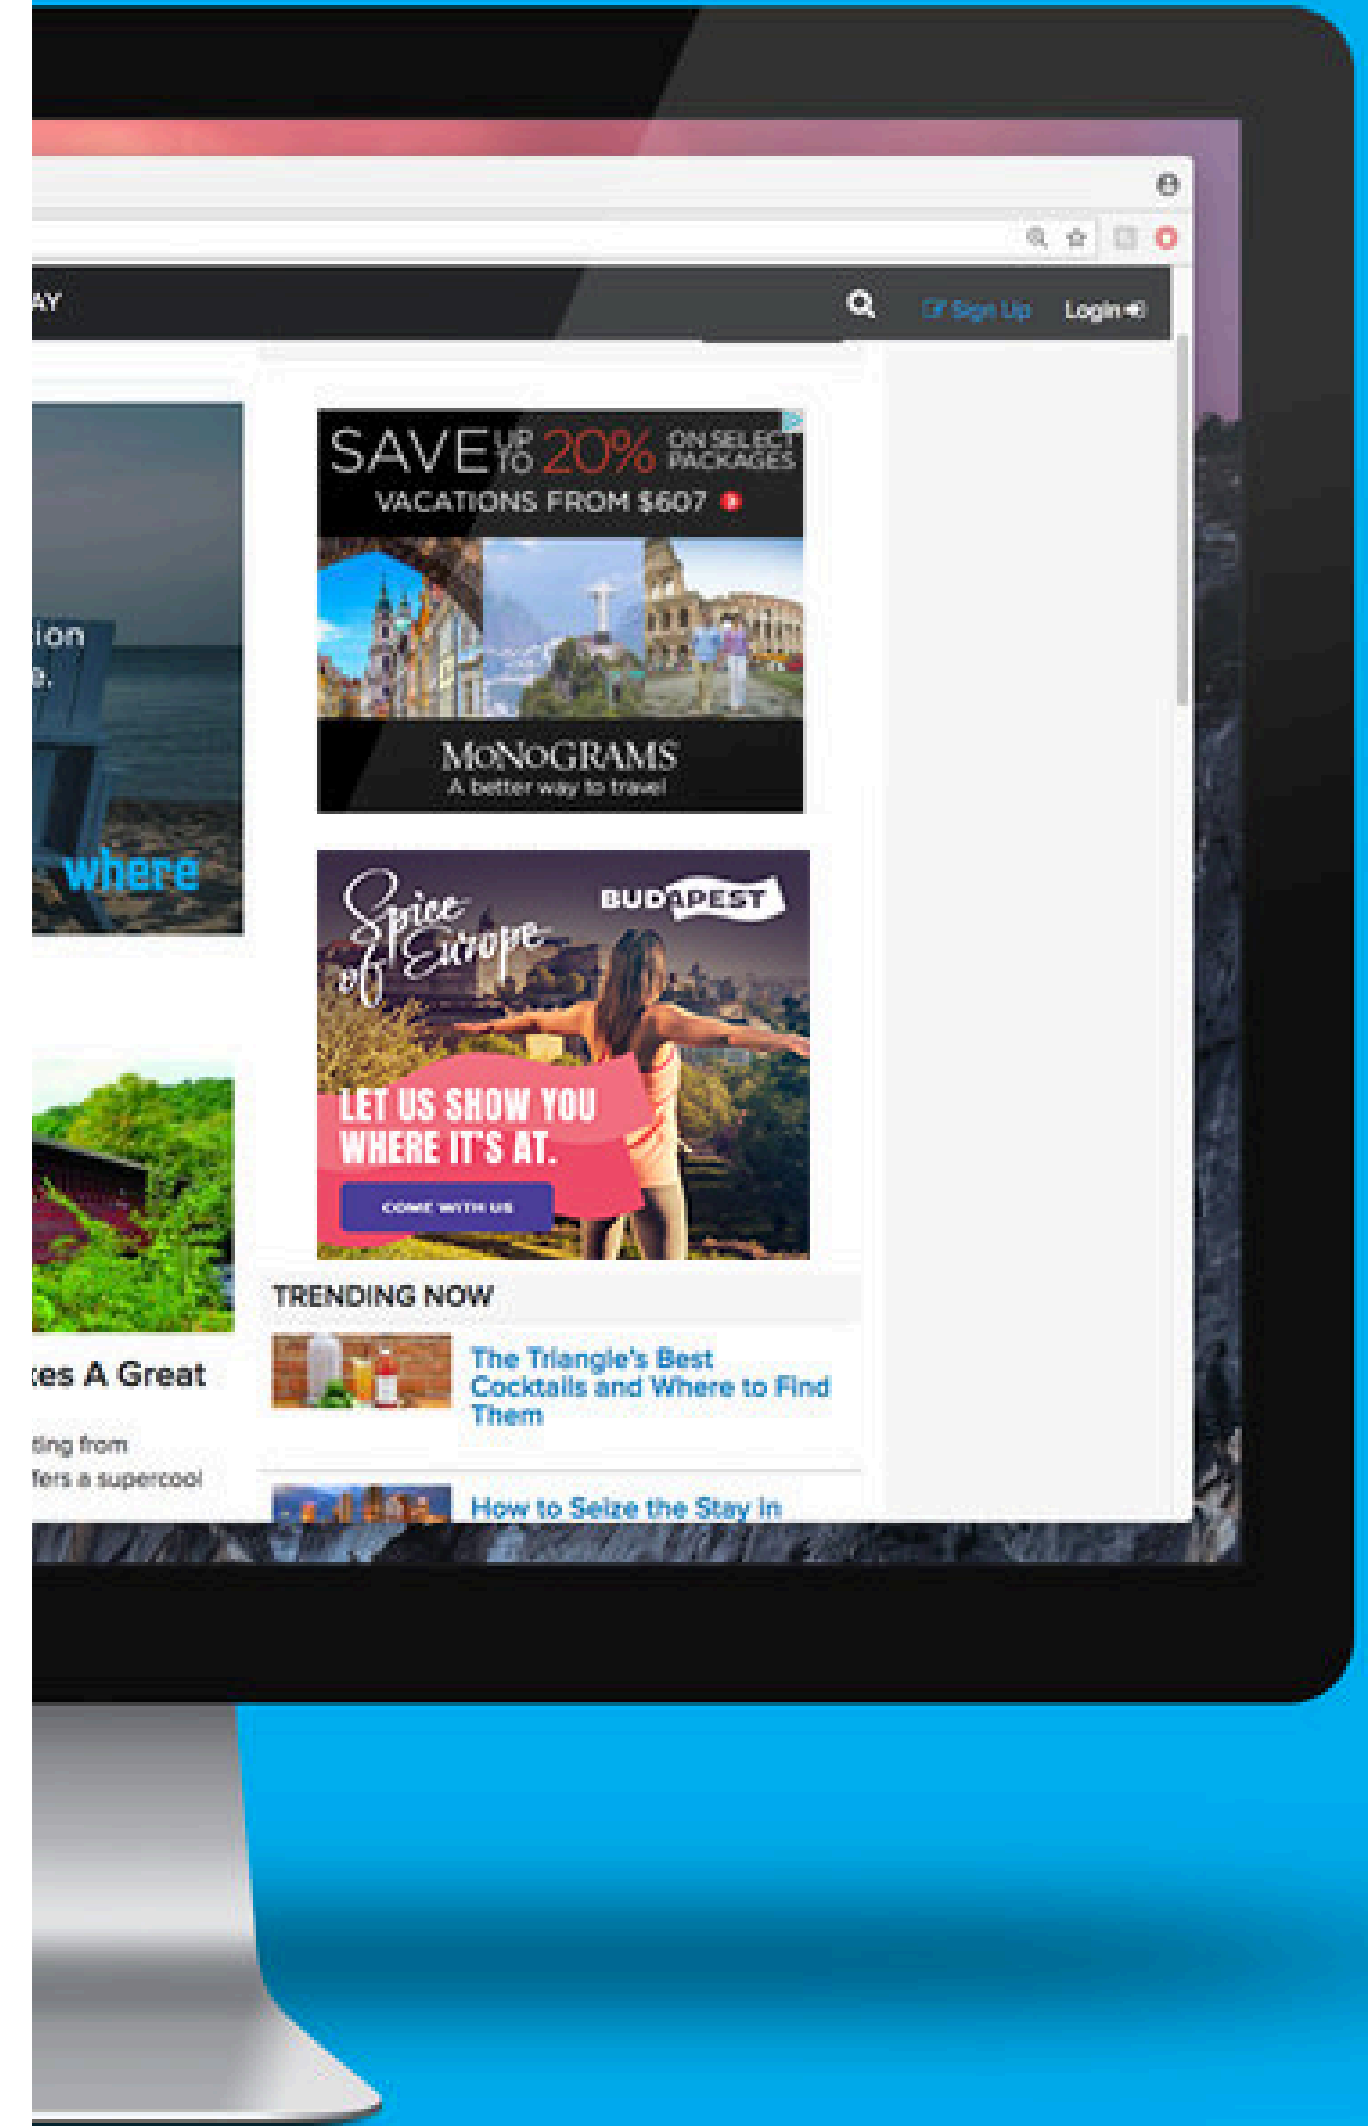 AY
Sign Up
Login
ion
e.
where
SAVE UP TO 20% ON SELECT PACKAGES
VACATIONS FROM $607
MONOGRAMS
A better way to travel
Spice
of Europe
BUDAPEST
LET US SHOW YOU
WHERE IT'S AT.
COME WITH US
TRENDING NOW
The Triangle's Best
Cocktails and Where to Find
Them
How to Seize the Stay in
kes A Great
ting from
ffers a supercool